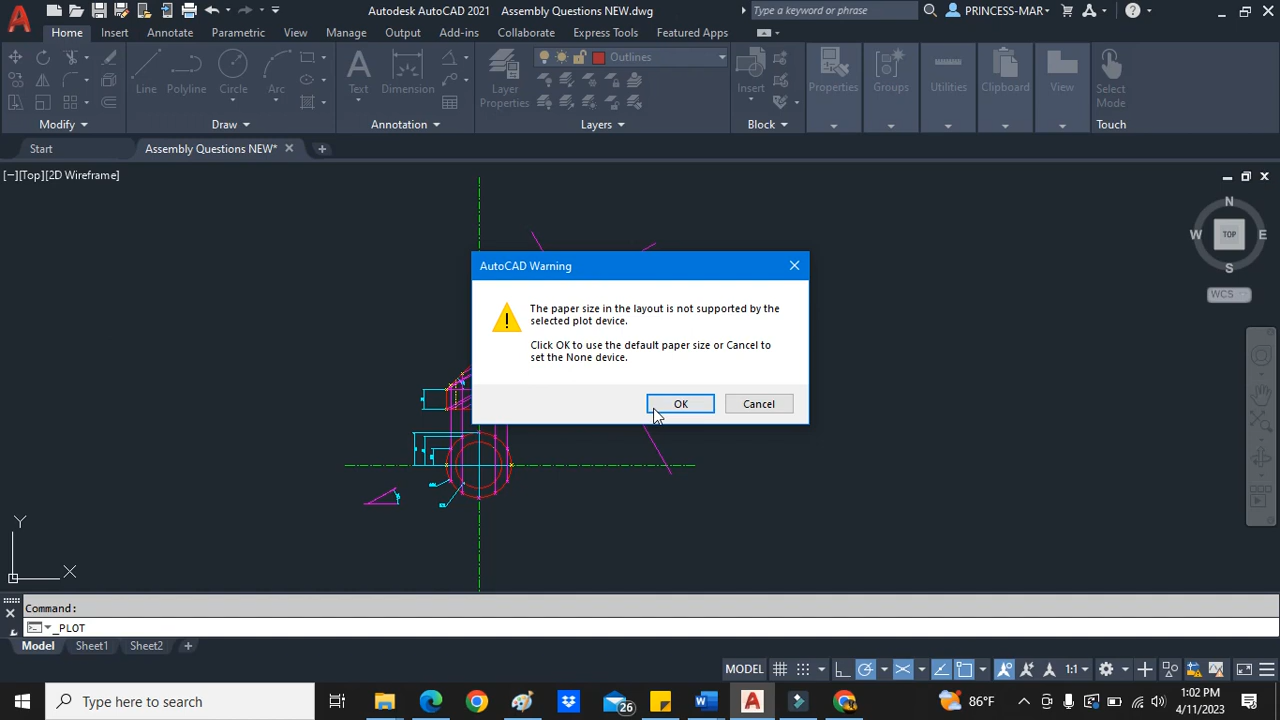 Autodesk AutoCAD 2021 Assembly Questions NEW.dwg
Type a keyword or phrase
PRINCESS-MAR
Home Insert Annotate Parametric View Manage Output Add-ins Collaborate Express Tools Featured Apps
Outlines
Line Polyline Circle Arc Text Dimension Layer Properties Insert Properties Groups Utilities Clipboard View Select Mode
Modify Draw Annotation Layers Block Touch
Start Assembly Questions NEW*
[−][Top][2D Wireframe]
N
W TOP E
S
WCS
AutoCAD Warning
The paper size in the layout is not supported by the
selected plot device.
Click OK to use the default paper size or Cancel to
set the None device.
OK Cancel
Y
X
Command:
_PLOT
Model Sheet1 Sheet2
MODEL 1:1
Type here to search
26
86°F
1:02 PM
4/11/2023